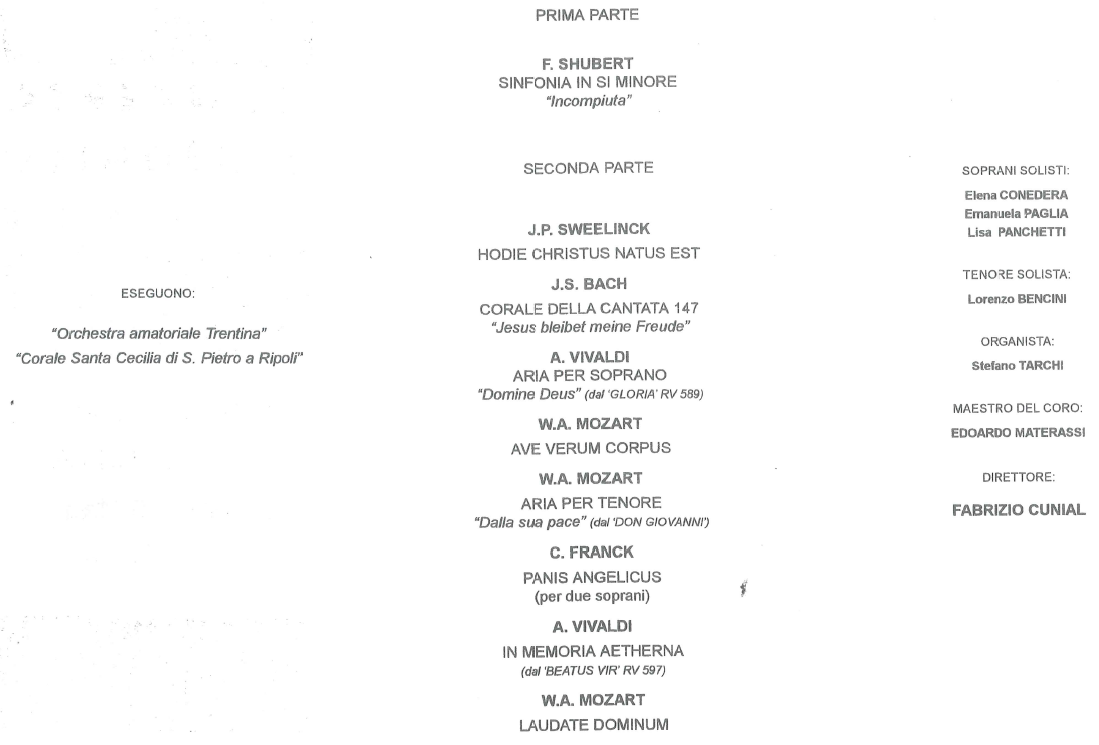 ESEGUONO:
"Orchestra amatoriale Trentina"
"Corale Santa Cecilia di S. Pietro a Ripoli"
PRIMA PARTE
F. SHUBERT
SINFONIA IN SI MINORE
"Incompiuta"
SECONDA PARTE
J.P. SWEELINCK
HODIE CHRISTUS NATUS EST
J.S. BACH
CORALE DELLA CANTATA 147
"Jesus bleibet meine Freude"
A. VIVALDI
ARIA PER SOPRANO
"Domine Deus" (dal 'GLORIA' RV 589)
W.A. MOZART
AVE VERUM CORPUS
W.A. MOZART
ARIA PER TENORE
"Dalla sua pace" (dal 'DON GIOVANNI')
C. FRANCK
PANIS ANGELICUS
(per due soprani)
A. VIVALDI
IN MEMORIA AETHERNA
(dal 'BEATUS VIR' RV 597)
W.A. MOZART
LAUDATE DOMINUM
SOPRANI SOLISTI:
Elena CONEDERA
Emanuela PAGLIA
Lisa PANCHETTI
TENORE SOLISTA:
Lorenzo BENCINI
ORGANISTA:
Stefano TARCHI
MAESTRO DEL CORO:
EDOARDO MATERASSI
DIRETTORE:
FABRIZIO CUNIAL